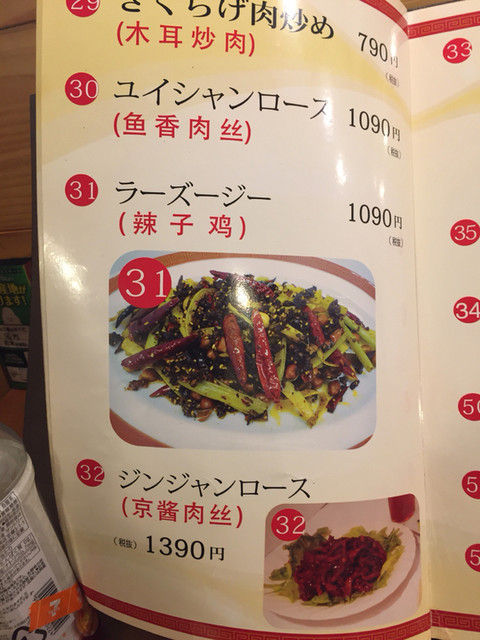 29 きくらげ肉炒め 790円
(木耳炒肉)
(税抜)
30 ユイシャンロース 1090円
(鱼香肉丝)
(税抜)
31 ラーズージー 1090円
(辣子鸡)
(税抜)
31
32 ジンジャンロース
(京酱肉丝)
(税抜) 1390円
32
33
35
34